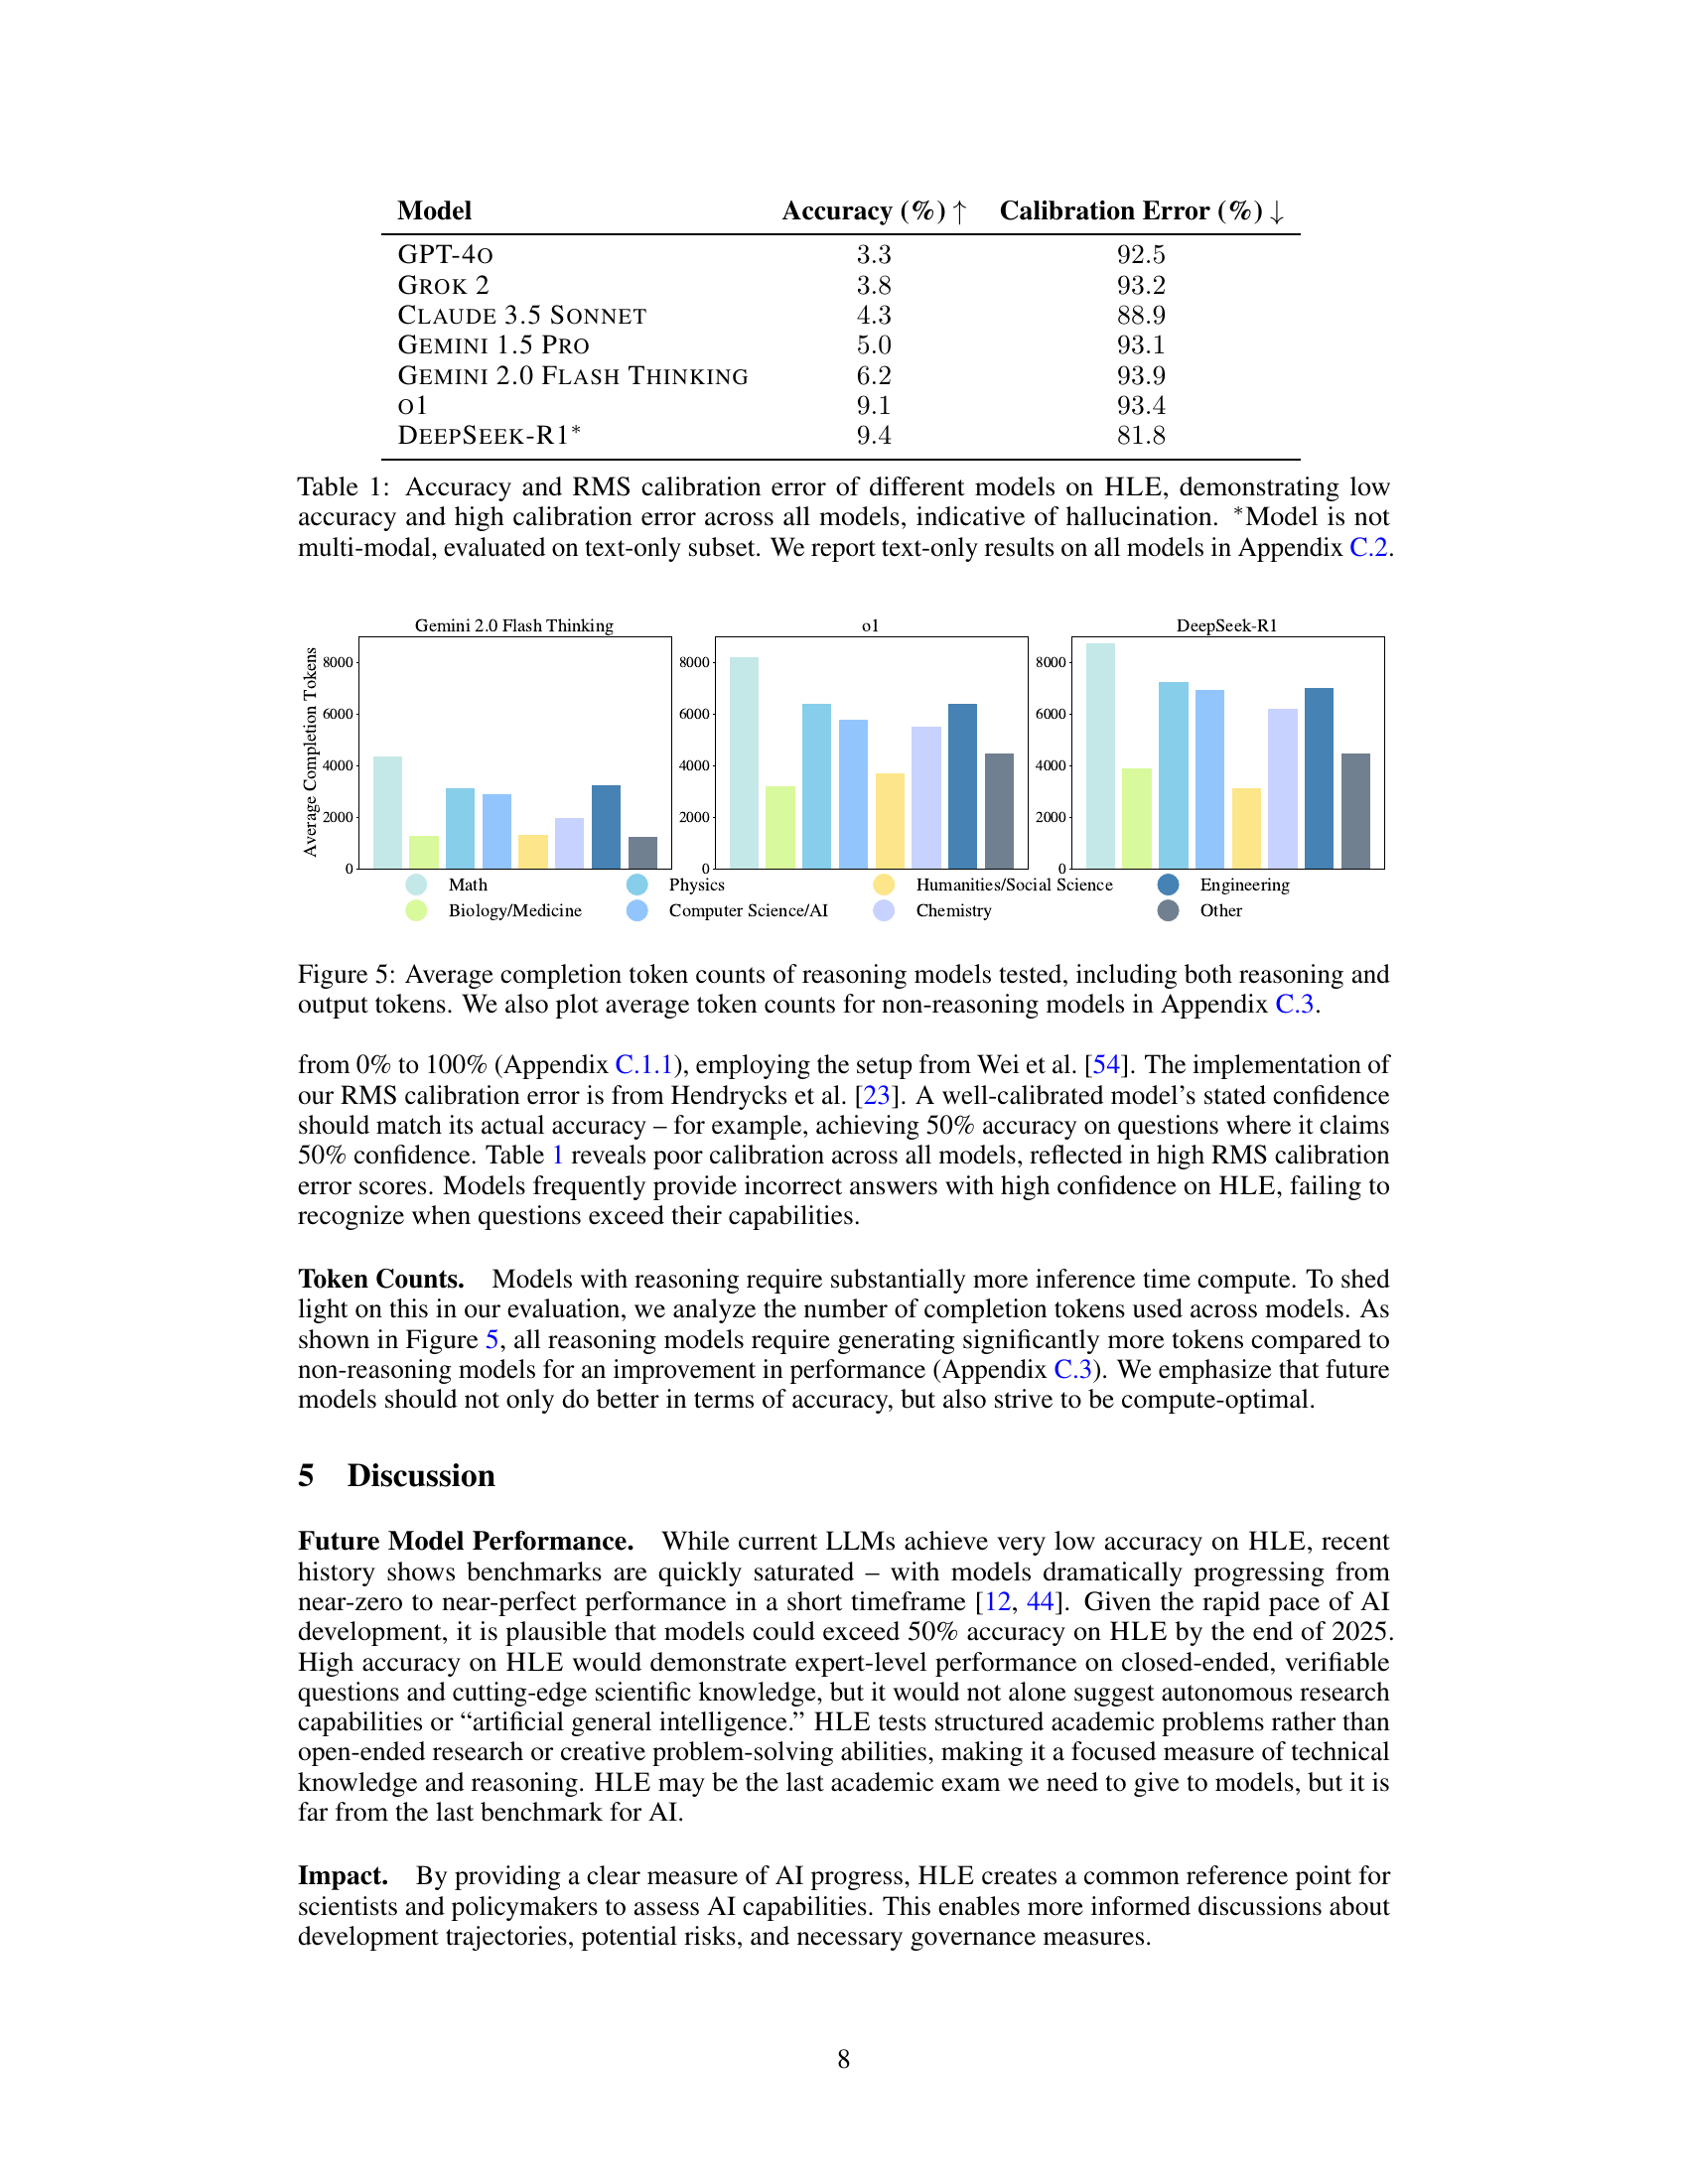 Model Accuracy (%) ↑ Calibration Error (%) ↓
GPT-4O 3.3 92.5
GROK 2 3.8 93.2
CLAUDE 3.5 SONNET 4.3 88.9
GEMINI 1.5 PRO 5.0 93.1
GEMINI 2.0 FLASH THINKING 6.2 93.9
O1 9.1 93.4
DEEPSEEK-R1* 9.4 81.8
Table 1: Accuracy and RMS calibration error of different models on HLE, demonstrating low
accuracy and high calibration error across all models, indicative of hallucination. *Model is not
multi-modal, evaluated on text-only subset. We report text-only results on all models in Appendix C.2.
Gemini 2.0 Flash Thinking
Average Completion Tokens
8000
6000
4000
2000
0
o1
8000
6000
4000
2000
0
DeepSeek-R1
8000
6000
4000
2000
0
Math Physics Humanities/Social Science Engineering
Biology/Medicine Computer Science/AI Chemistry Other
Figure 5: Average completion token counts of reasoning models tested, including both reasoning and
output tokens. We also plot average token counts for non-reasoning models in Appendix C.3.
from 0% to 100% (Appendix C.1.1), employing the setup from Wei et al. [54]. The implementation of
our RMS calibration error is from Hendrycks et al. [23]. A well-calibrated model's stated confidence
should match its actual accuracy – for example, achieving 50% accuracy on questions where it claims
50% confidence. Table 1 reveals poor calibration across all models, reflected in high RMS calibration
error scores. Models frequently provide incorrect answers with high confidence on HLE, failing to
recognize when questions exceed their capabilities.
Token Counts. Models with reasoning require substantially more inference time compute. To shed
light on this in our evaluation, we analyze the number of completion tokens used across models. As
shown in Figure 5, all reasoning models require generating significantly more tokens compared to
non-reasoning models for an improvement in performance (Appendix C.3). We emphasize that future
models should not only do better in terms of accuracy, but also strive to be compute-optimal.
5 Discussion
Future Model Performance. While current LLMs achieve very low accuracy on HLE, recent
history shows benchmarks are quickly saturated – with models dramatically progressing from
near-zero to near-perfect performance in a short timeframe [12, 44]. Given the rapid pace of AI
development, it is plausible that models could exceed 50% accuracy on HLE by the end of 2025.
High accuracy on HLE would demonstrate expert-level performance on closed-ended, verifiable
questions and cutting-edge scientific knowledge, but it would not alone suggest autonomous research
capabilities or “artificial general intelligence.” HLE tests structured academic problems rather than
open-ended research or creative problem-solving abilities, making it a focused measure of technical
knowledge and reasoning. HLE may be the last academic exam we need to give to models, but it is
far from the last benchmark for AI.
Impact. By providing a clear measure of AI progress, HLE creates a common reference point for
scientists and policymakers to assess AI capabilities. This enables more informed discussions about
development trajectories, potential risks, and necessary governance measures.
8